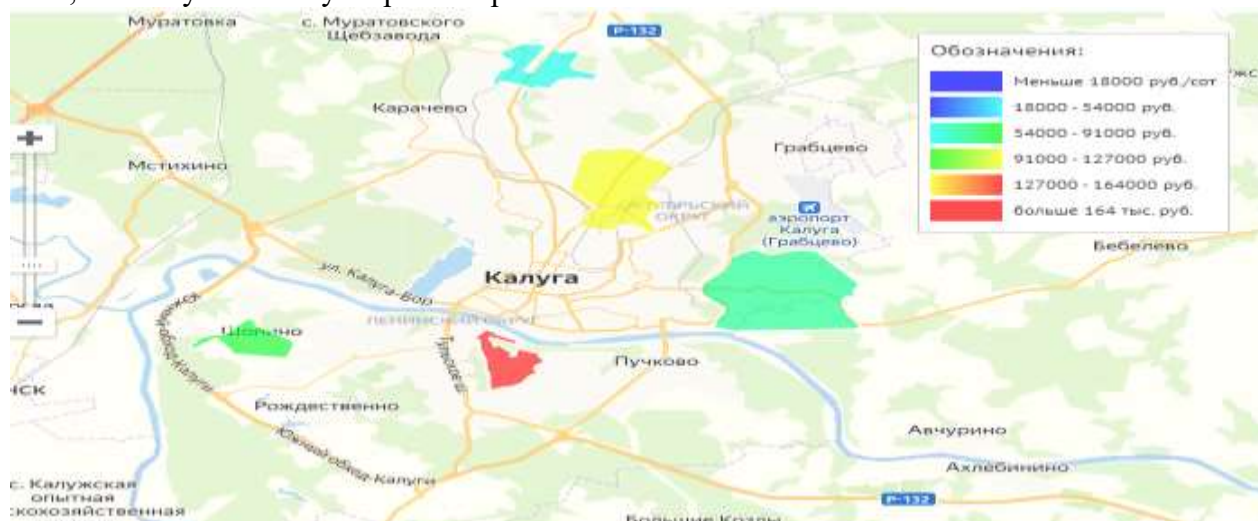 Муратовка
с. Муратовского
Щебзавода
Р-132
Карачево
Мстихино
Грабцево
аэропорт
Калуга
(Грабцево)
Бебелево
ул. Калуга-Бор
Калуга
Шопино
Пучково
Рождественно
Южный обход-Калуги
Авчурино
Ахлебинино
с. Калужская
опытная
скохозяйственная
Р-132
Большие Козлы
Обозначения:
Меньше 18000 руб./сот
18000 - 54000 руб.
54000 - 91000 руб.
91000 - 127000 руб.
127000 - 164000 руб.
больше 164 тыс. руб.